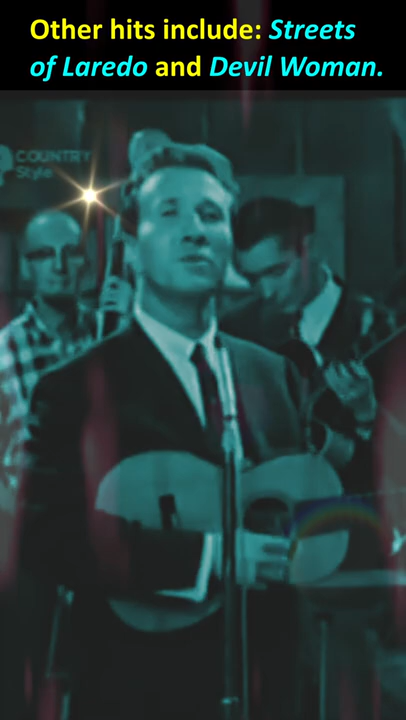 Other hits include: Streets
of Laredo and Devil Woman.
COUNTRY
Style